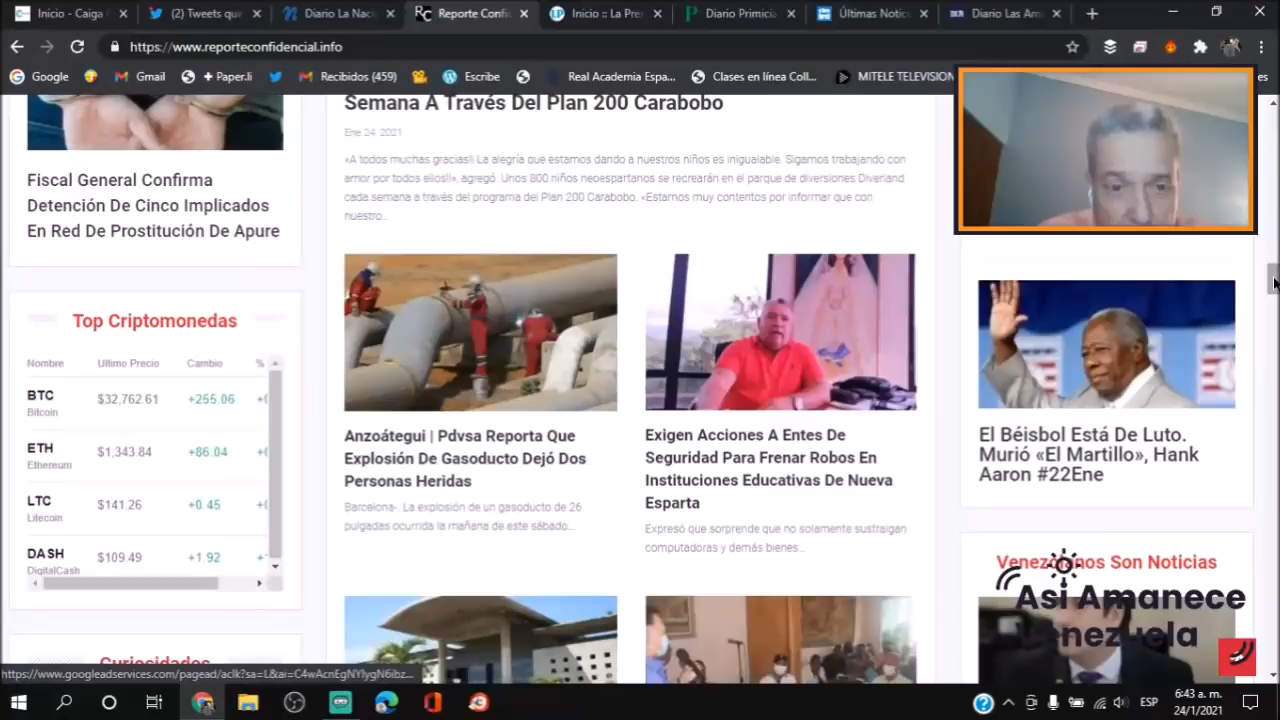 Início - Caiga
(2) Tweets que
Diario La Nac
Reporte Confi
Inicio :: La Pre
Diario Primicia
Últimas Notic
Diario Las Am
https://www.reporteconfidencial.info
Google
Gmail
+ Paper.li
Recibidos (459)
Escribe
Real Academia Espa...
Clases en línea Coll...
MITELE TELEVISION
Semana A Través Del Plan 200 Carabobo
Ene 24, 2021
«A todos muchas gracias!! La alegría que estamos dando a nuestros niños es inigualable. Sigamos trabajando con
amor por todos ellos!!», agregó. Unos 800 niños neoespartanos se recrearán en el parque de diversiones Diverland
cada semana a través del programa del Plan 200 Carabobo. «Estamos muy contentos por informar que con
nuestro...
Fiscal General Confirma
Detención De Cinco Implicados
En Red De Prostitución De Apure
Top Criptomonedas
Nombre Ultimo Precio Cambio %
BTC $32,762.61 +255.06
Bitcoin
ETH $1,343.84 +86.04
Ethereum
LTC $141.26 +0.45
Litecoin
DASH $109.49 +1.92
DigitalCash
Curiosidades
Anzoátegui | Pdvsa Reporta Que
Explosión De Gasoducto Dejó Dos
Personas Heridas
Barcelona- La explosión de un gasoducto de 26
pulgadas ocurrida la mañana de este sábado...
Exigen Acciones A Entes De
Seguridad Para Frenar Robos En
Instituciones Educativas De Nueva
Esparta
Expresó que sorprende que no solamente sustraigan
computadoras y demás bienes...
El Béisbol Está De Luto.
Murió «El Martillo», Hank
Aaron #22Ene
Venezolanos Son Noticias
Así Amanece
Venezuela
https://www.googleadservices.com/pagead/aclk?sa=L&ai=C4wAcnEgNYIygN6ibz...
ESP
6:43 a. m.
24/1/2021